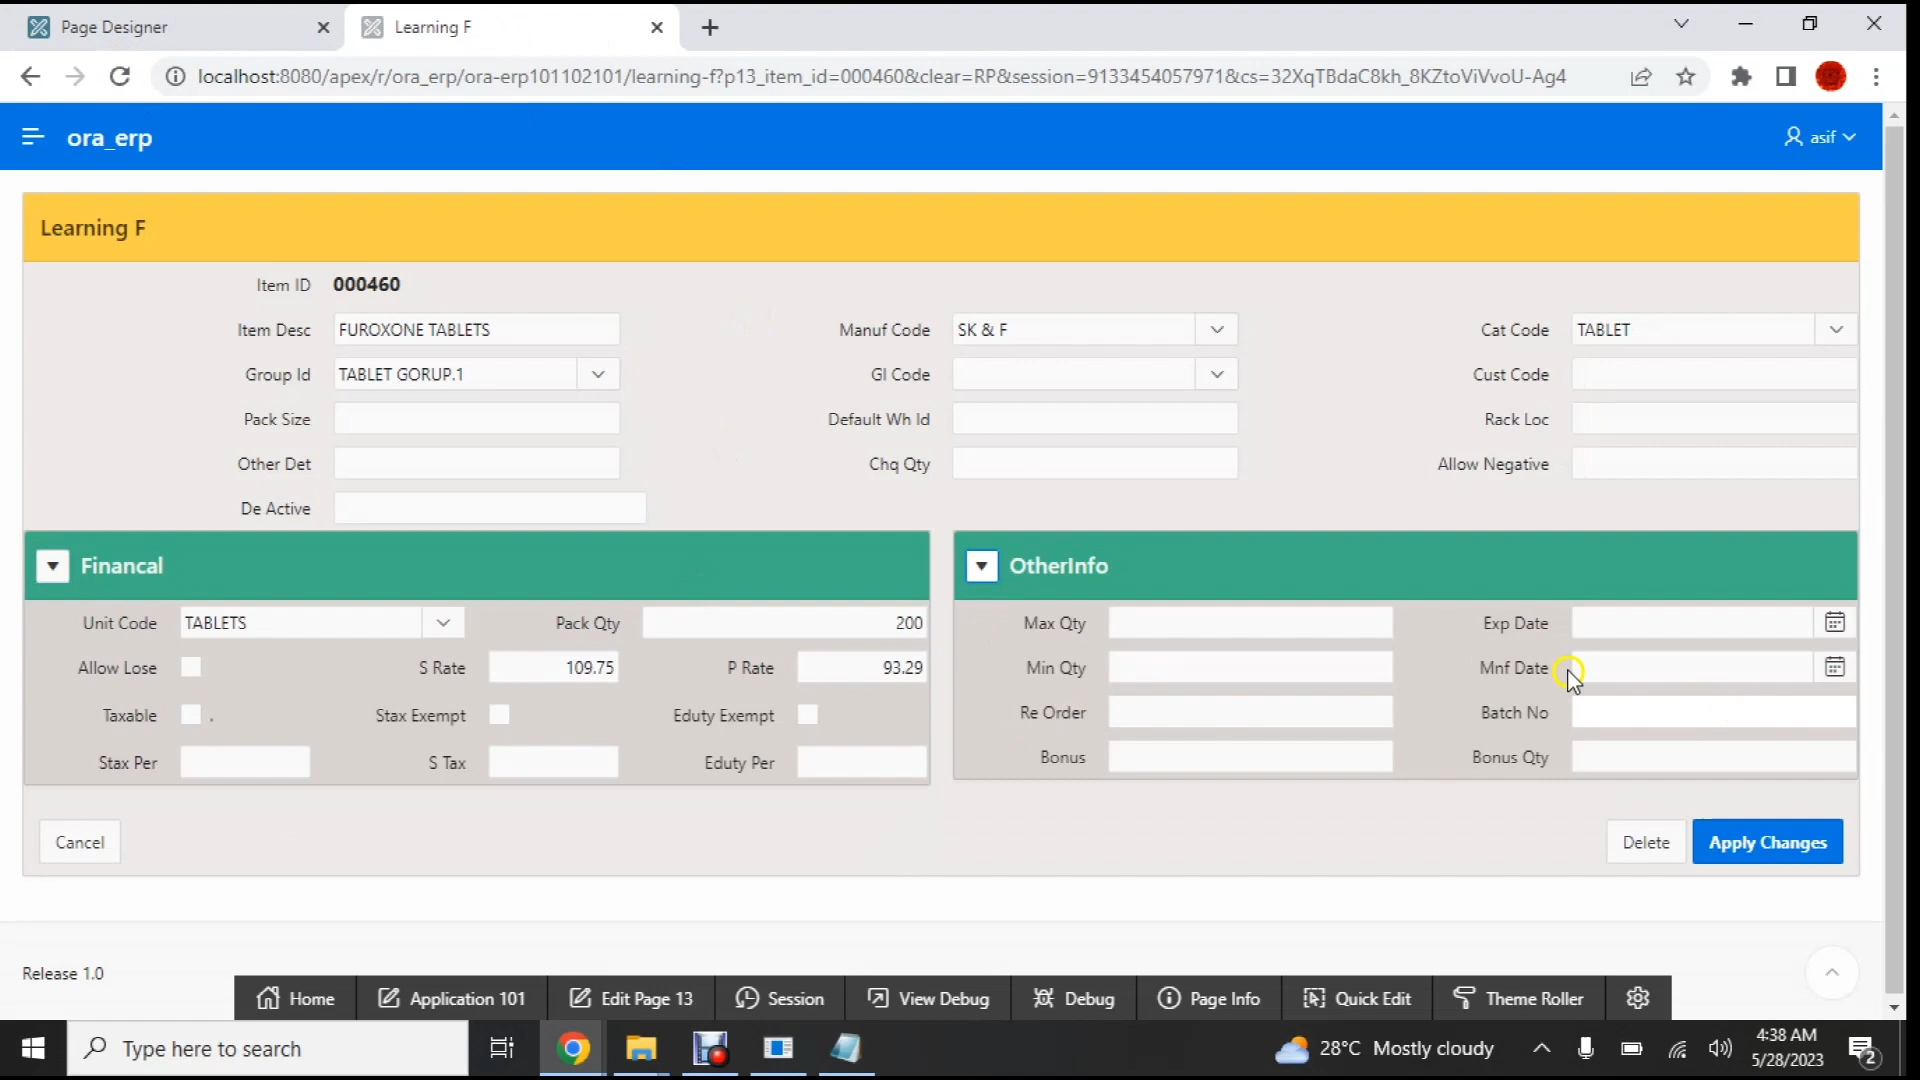 Page Designer
Learning F
localhost:8080/apex/r/ora_erp/ora-erp101102101/learning-f?p13_item_id=000460&clear=RP&session=9133454057971&cs=32XqTBdaC8kh_8KZtoViVvoU-Ag4
ora_erp
asif
Learning F
Item ID 000460
Item Desc FUROXONE TABLETS Manuf Code SK & F Cat Code TABLET
Group Id TABLET GORUP.1 Gl Code Cust Code
Pack Size Default Wh Id Rack Loc
Other Det Chq Qty Allow Negative
De Active
Financal OtherInfo
Unit Code TABLETS Pack Qty 200 Max Qty Exp Date
Allow Lose S Rate 109.75 P Rate 93.29 Min Qty Mnf Date
Taxable . Stax Exempt Eduty Exempt Re Order Batch No
Stax Per S Tax Eduty Per Bonus Bonus Qty
Cancel Delete Apply Changes
Release 1.0
Home Application 101 Edit Page 13 Session View Debug Debug Page Info Quick Edit Theme Roller
Type here to search 28°C Mostly cloudy 4:38 AM
5/28/2023 2